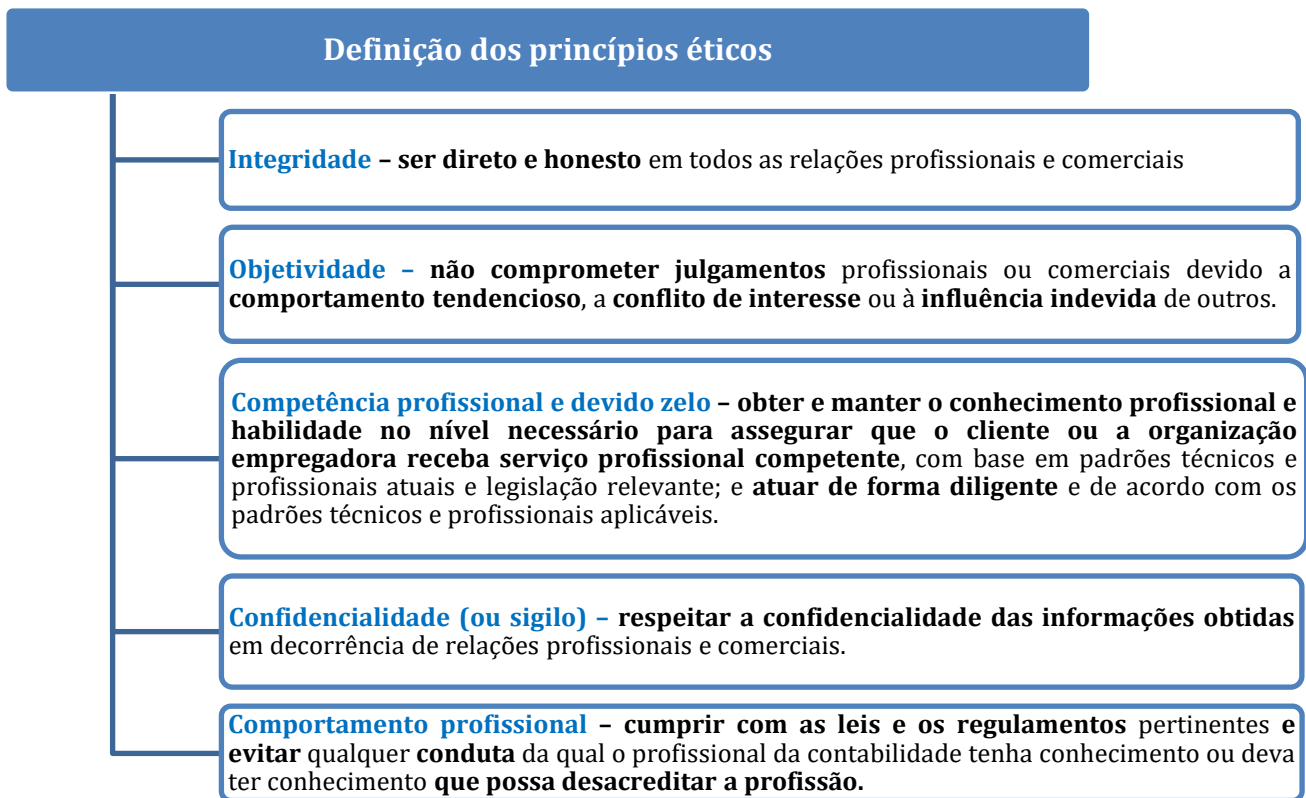 Definição dos princípios éticos
Integridade – ser direto e honesto em todos as relações profissionais e comerciais
Objetividade – não comprometer julgamentos profissionais ou comerciais devido a
comportamento tendencioso, a conflito de interesse ou à influência indevida de outros.
Competência profissional e devido zelo – obter e manter o conhecimento profissional e
habilidade no nível necessário para assegurar que o cliente ou a organização
empregadora receba serviço profissional competente, com base em padrões técnicos e
profissionais atuais e legislação relevante; e atuar de forma diligente e de acordo com os
padrões técnicos e profissionais aplicáveis.
Confidencialidade (ou sigilo) – respeitar a confidencialidade das informações obtidas
em decorrência de relações profissionais e comerciais.
Comportamento profissional – cumprir com as leis e os regulamentos pertinentes e
evitar qualquer conduta da qual o profissional da contabilidade tenha conhecimento ou deva
ter conhecimento que possa desacreditar a profissão.